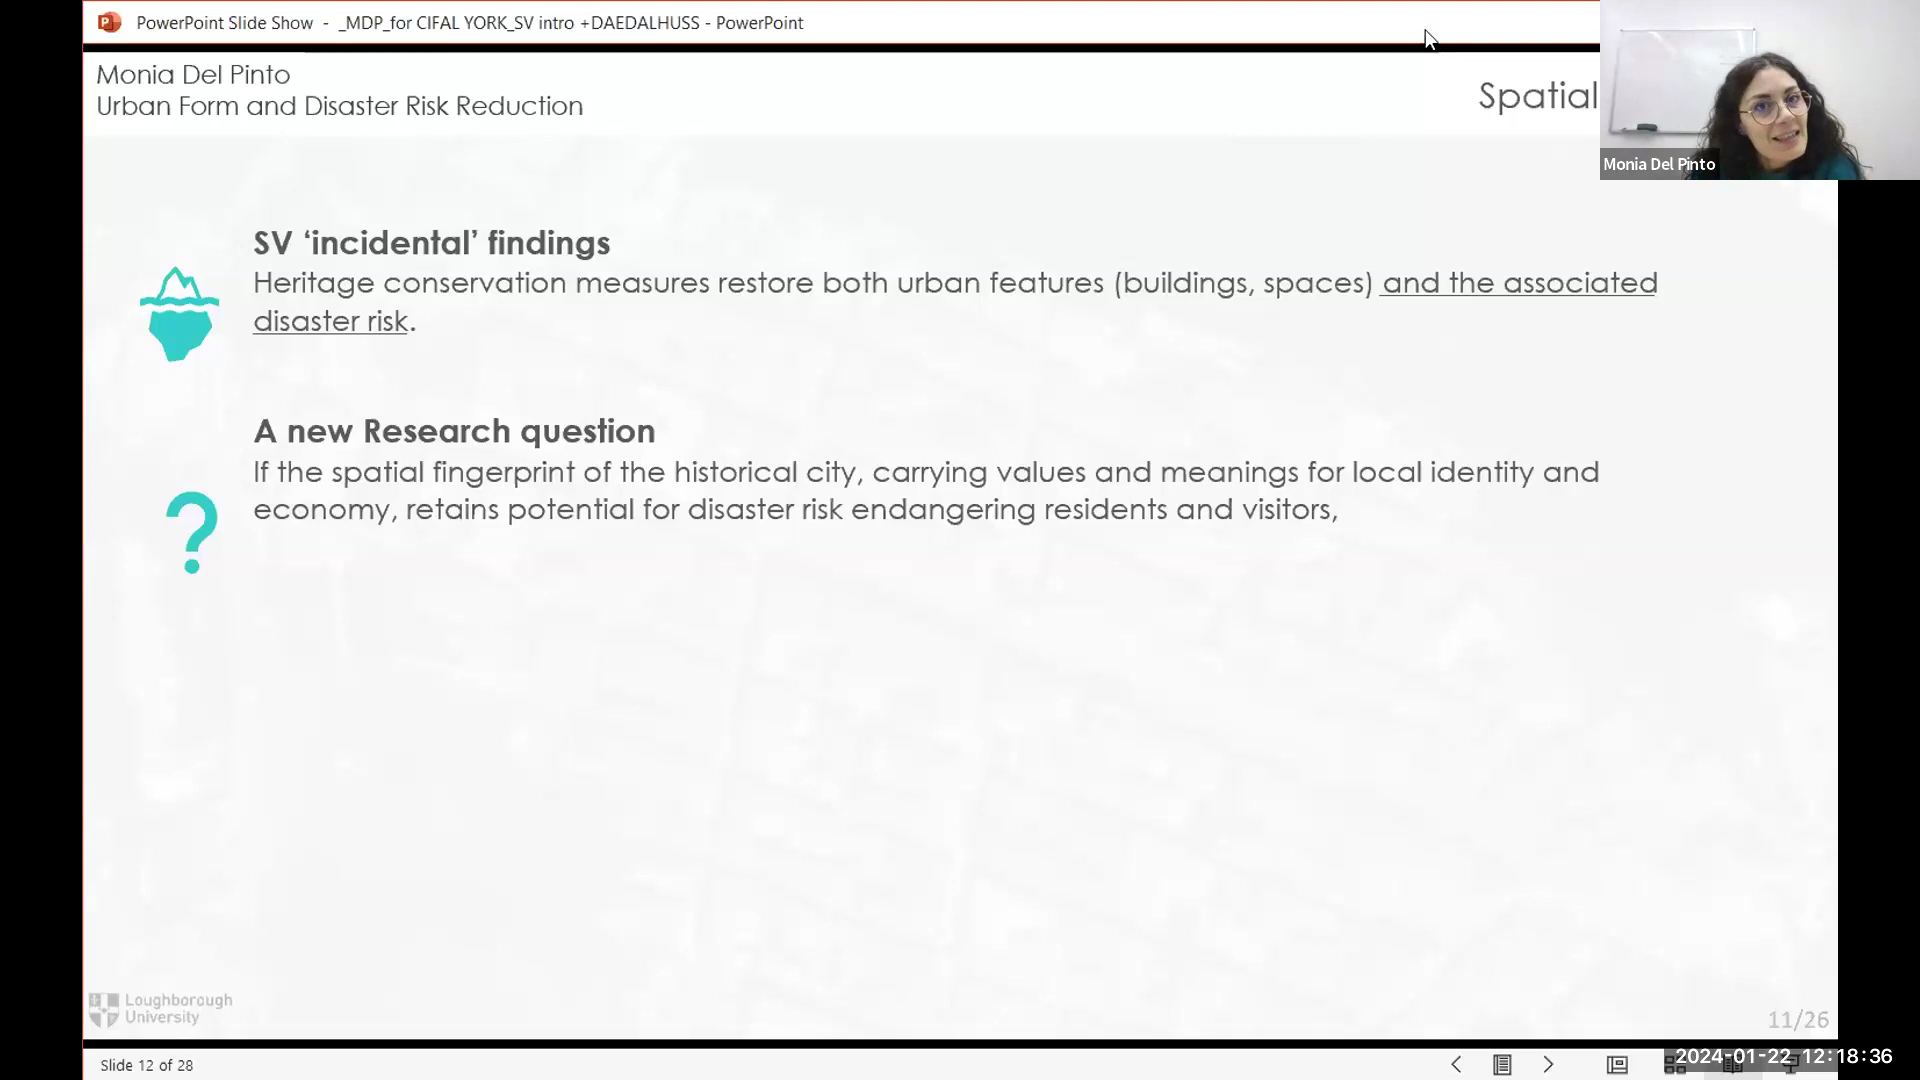 PowerPoint Slide Show - _MDP_for CIFAL YORK_SV intro +DAEDALHUSS - PowerPoint
Monia Del Pinto
Urban Form and Disaster Risk Reduction
Spatial
Monia Del Pinto
SV ‘incidental’ findings
Heritage conservation measures restore both urban features (buildings, spaces) and the associated
disaster risk.
A new Research question
If the spatial fingerprint of the historical city, carrying values and meanings for local identity and
economy, retains potential for disaster risk endangering residents and visitors,
?
Loughborough
University
11/26
Slide 12 of 28
2024-01-22 12:18:36